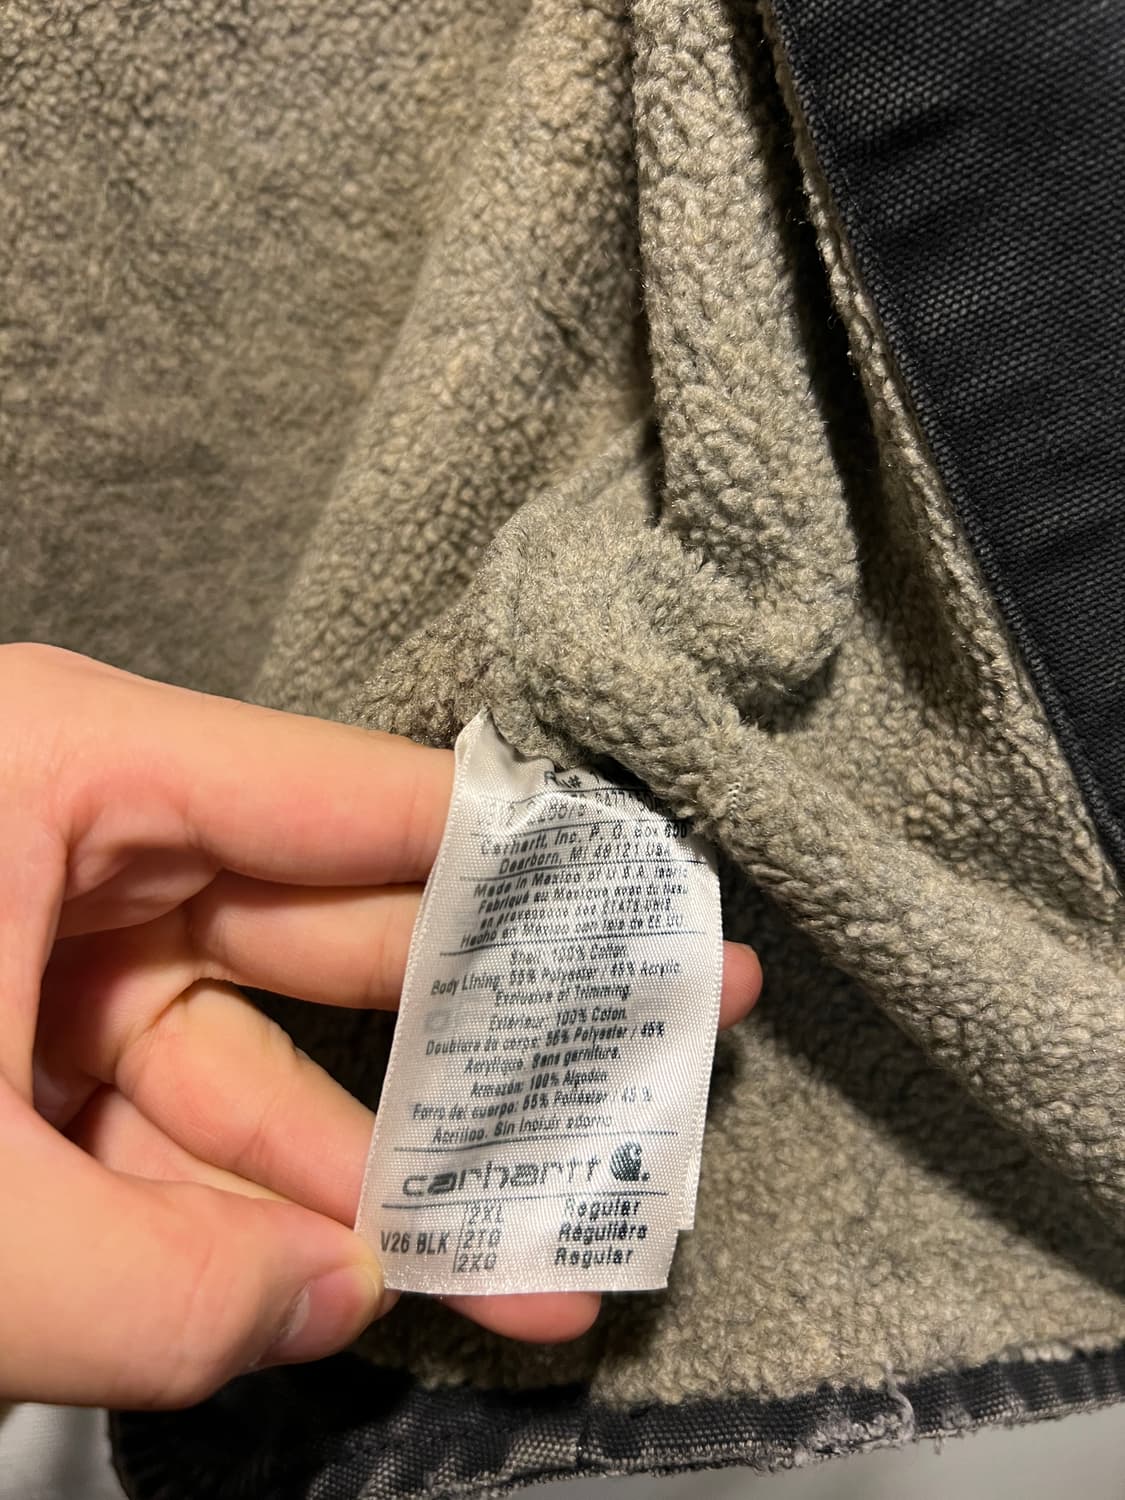 Carhartt, Inc. P. O. Box 600
Dearborn, MI 48121 USA
Made in Mexico of U.S.A. fabric
Fabriqué au Mexique avec du tissu
en provenance des ETATS UNIS
Hecho en Mexico con tela de EE.UU.
Shell: 100% Cotton
Body Lining: 55% Polyester / 45% Acrylic
Exclusive of Trimming
Extérieur: 100% Coton.
Doublure de corps: 55% Polyester / 45%
Acrylique. Sans garniture.
Armazón: 100% Algodon
Forro del cuerpo: 55% Poliéster / 45%
Acrílico. Sin incluir adorno
carhartt
V26 BLK
2XL Regular
2TG Régulière
2XG Regular